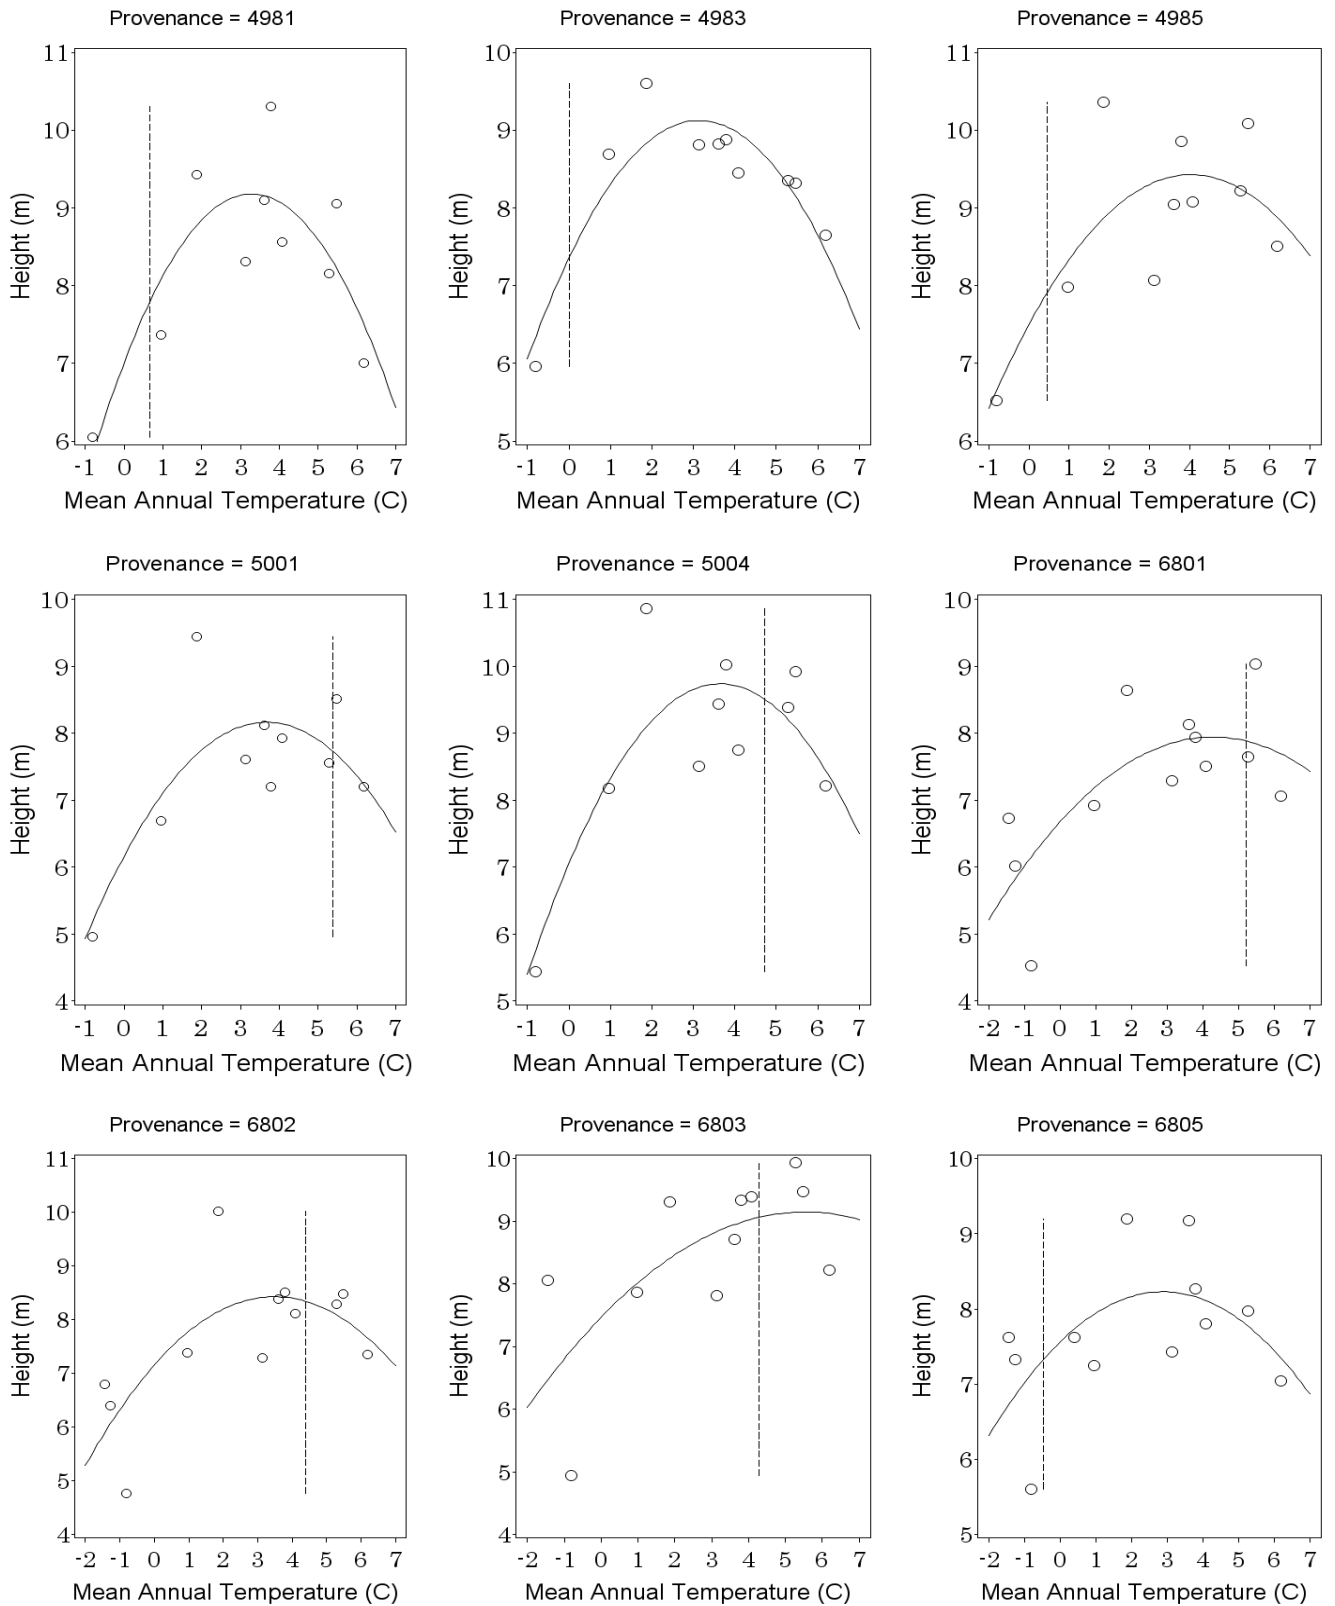 Provenance = 4981
11
10
9
8
7
6
Height (m)
-1 0 1 2 3 4 5 6 7
Mean Annual Temperature (C)
Provenance = 4983
10
9
8
7
6
5
Height (m)
-1 0 1 2 3 4 5 6 7
Mean Annual Temperature (C)
Provenance = 4985
11
10
9
8
7
6
Height (m)
-1 0 1 2 3 4 5 6 7
Mean Annual Temperature (C)
Provenance = 5001
10
9
8
7
6
5
4
Height (m)
-1 0 1 2 3 4 5 6 7
Mean Annual Temperature (C)
Provenance = 5004
11
10
9
8
7
6
5
Height (m)
-1 0 1 2 3 4 5 6 7
Mean Annual Temperature (C)
Provenance = 6801
10
9
8
7
6
5
4
Height (m)
-2 -1 0 1 2 3 4 5 6 7
Mean Annual Temperature (C)
Provenance = 6802
11
10
9
8
7
6
5
4
Height (m)
-2 -1 0 1 2 3 4 5 6 7
Mean Annual Temperature (C)
Provenance = 6803
10
9
8
7
6
5
4
Height (m)
-2 -1 0 1 2 3 4 5 6 7
Mean Annual Temperature (C)
Provenance = 6805
10
9
8
7
6
5
Height (m)
-2 -1 0 1 2 3 4 5 6 7
Mean Annual Temperature (C)